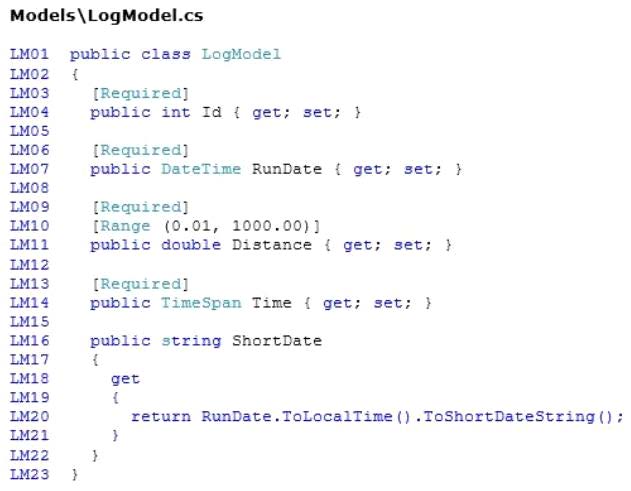 Models\LogModel.cs
LM01 public class LogModel
LM02 {
LM03 [Required]
LM04 public int Id { get; set; }
LM05
LM06 [Required]
LM07 public DateTime RunDate { get; set; }
LM08
LM09 [Required]
LM10 [Range (0.01, 1000.00)]
LM11 public double Distance { get; set; }
LM12
LM13 [Required]
LM14 public TimeSpan Time { get; set; }
LM15
LM16 public string ShortDate
LM17 {
LM18 get
LM19 {
LM20 return RunDate.ToLocalTime().ToShortDateString();
LM21 }
LM22 }
LM23 }